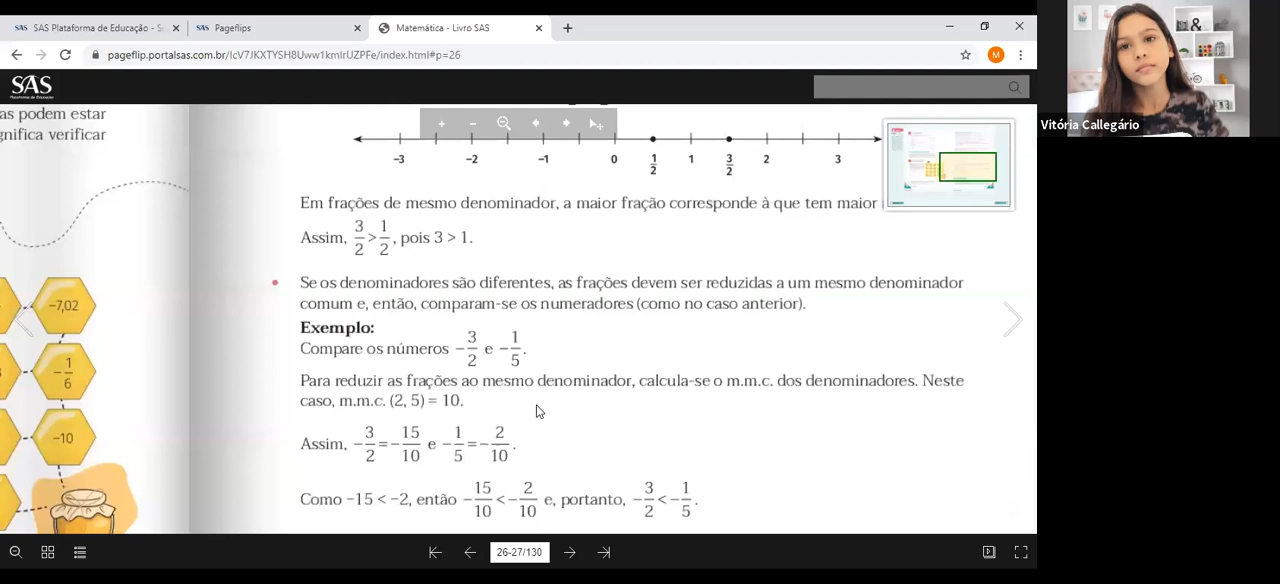 SAS Plataforma de Educação - S
Pageflips
Matemática - Livro SAS
pageflip.portalsas.com.br/IcV7JKXTYSH8Uww1kmIrUZPFe/index.html#p=26
M
SAS
Vitória Callegário
as podem estar
gnifica verificar
-3 -2 -1 0 1/2 1 3/2 2 3
Em frações de mesmo denominador, a maior fração corresponde à que tem maior
Assim, 3/2 > 1/2, pois 3 > 1.
• Se os denominadores são diferentes, as frações devem ser reduzidas a um mesmo denominador
comum e, então, comparam-se os numeradores (como no caso anterior).
Exemplo:
Compare os números -3/2 e -1/5.
Para reduzir as frações ao mesmo denominador, calcula-se o m.m.c. dos denominadores. Neste
caso, m.m.c. (2, 5) = 10.
Assim, -3/2 = -15/10 e -1/5 = -2/10.
Como -15 < -2, então -15/10 < -2/10 e, portanto, -3/2 < -1/5.
-7,02
-1/6
-10
26-27/130